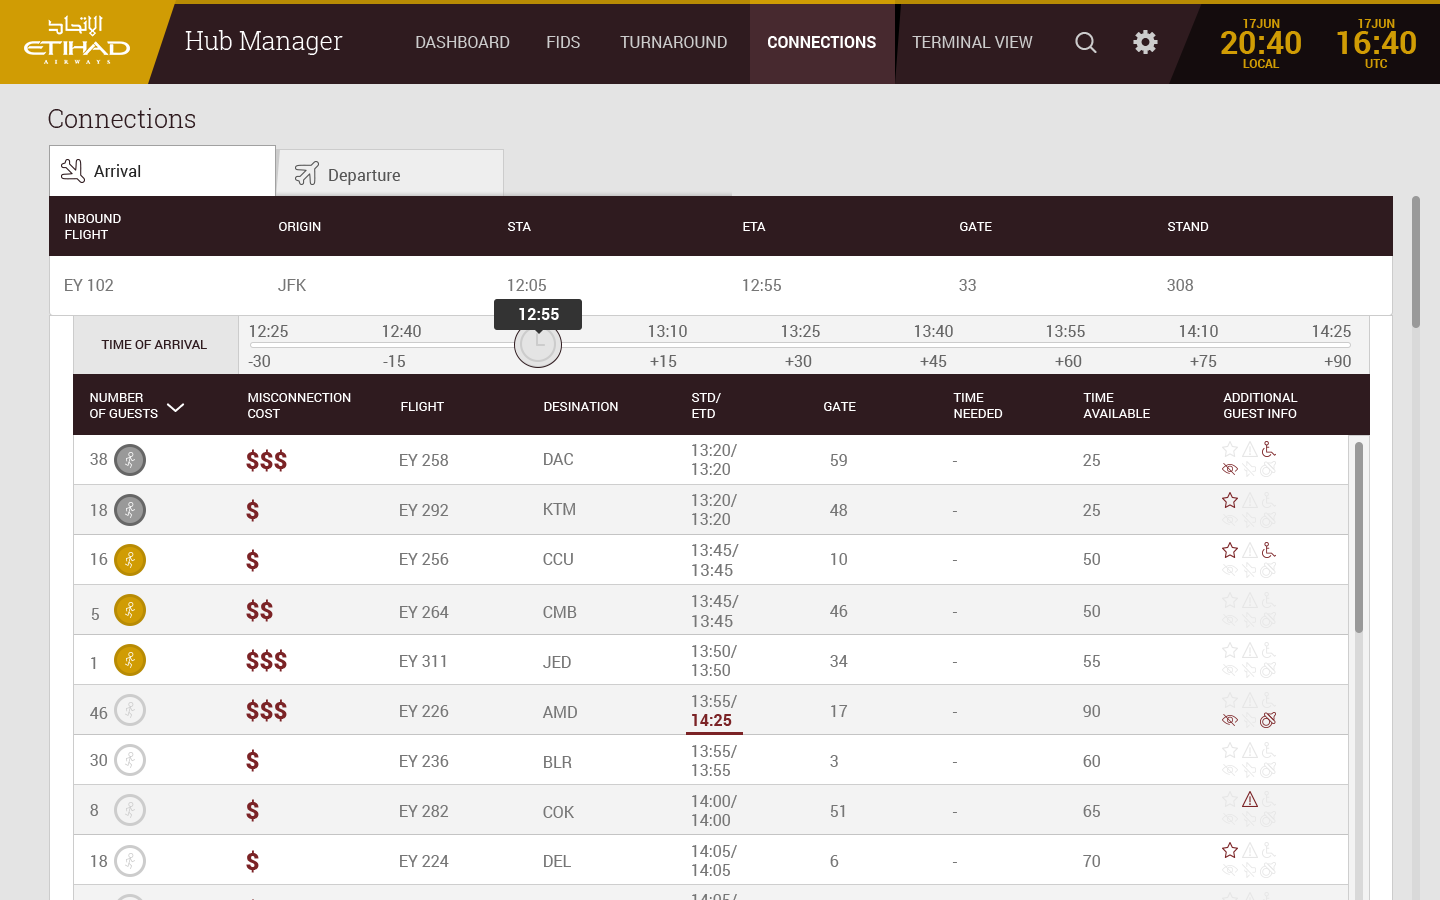 الإتحاد
ETIHAD
AIRWAYS
Hub Manager
DASHBOARD
FIDS
TURNAROUND
CONNECTIONS
TERMINAL VIEW
17JUN
20:40
LOCAL
17JUN
16:40
UTC
Connections
Arrival
Departure
INBOUND
FLIGHT
ORIGIN
STA
ETA
GATE
STAND
EY 102
JFK
12:05
12:55
33
308
12:55
TIME OF ARRIVAL
12:25
12:40
13:10
13:25
13:40
13:55
14:10
14:25
-30
-15
+15
+30
+45
+60
+75
+90
NUMBER
OF GUESTS
MISCONNECTION
COST
FLIGHT
DESINATION
STD/
ETD
GATE
TIME
NEEDED
TIME
AVAILABLE
ADDITIONAL
GUEST INFO
38
$$$
EY 258
DAC
13:20/
13:20
59
-
25
18
$
EY 292
KTM
13:20/
13:20
48
-
25
16
$
EY 256
CCU
13:45/
13:45
10
-
50
5
$$
EY 264
CMB
13:45/
13:45
46
-
50
1
$$$
EY 311
JED
13:50/
13:50
34
-
55
46
$$$
EY 226
AMD
13:55/
14:25
17
-
90
30
$
EY 236
BLR
13:55/
13:55
3
-
60
8
$
EY 282
COK
14:00/
14:00
51
-
65
18
$
EY 224
DEL
14:05/
14:05
6
-
70